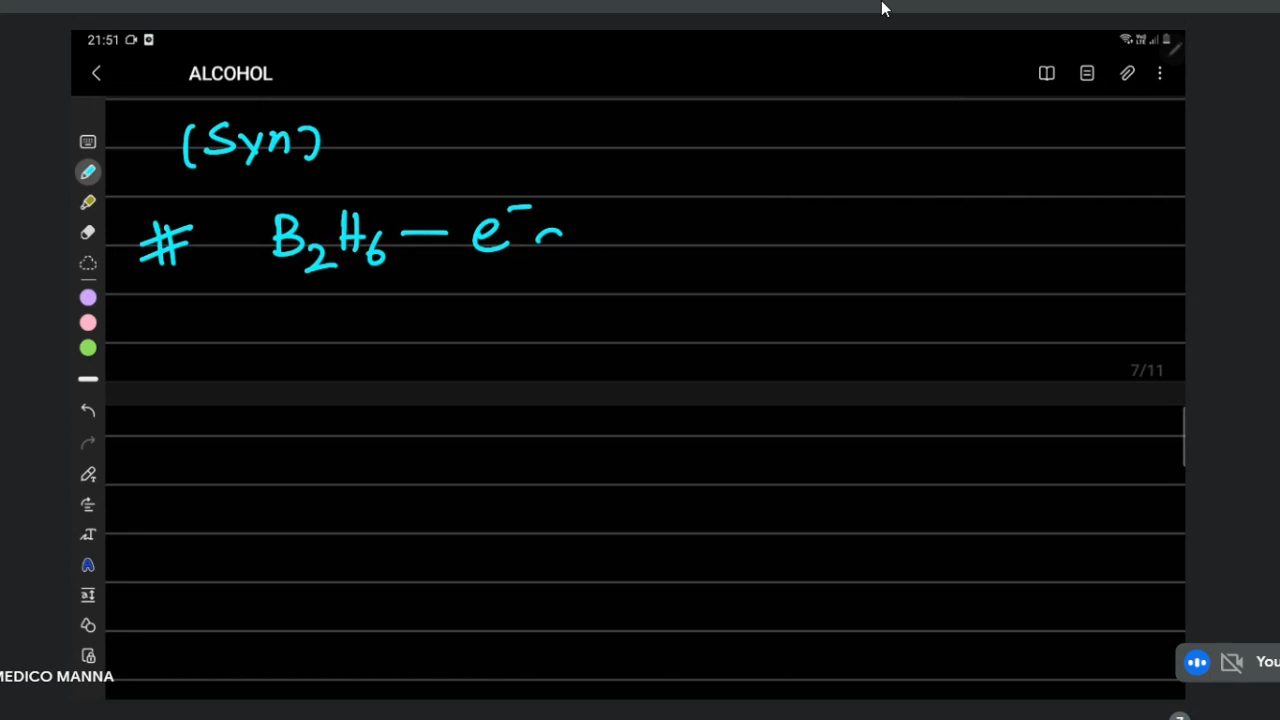 21:51
ALCOHOL
(Syn)
# B₂H₆ — e⁻
7/11
MEDICO MANNA
You